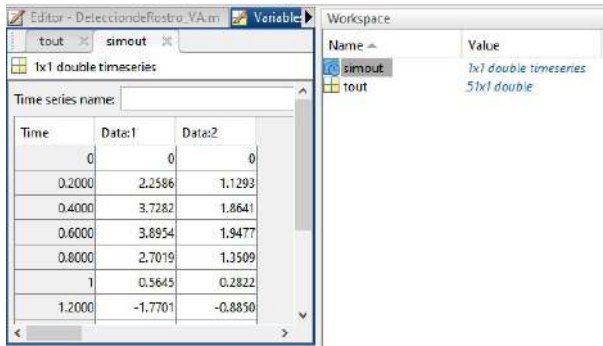 Editor - DetecciondeRostro_VA.m Variables
tout simout
1x1 double timeseries
Time series name:
Time Data:1 Data:2
0 0 0
0.2000 2.2586 1.1293
0.4000 3.7282 1.8641
0.6000 3.8954 1.9477
0.8000 2.7019 1.3509
1 0.5645 0.2822
1.2000 -1.7701 -0.8850
Workspace
Name Value
simout 1x1 double timeseries
tout 51x1 double